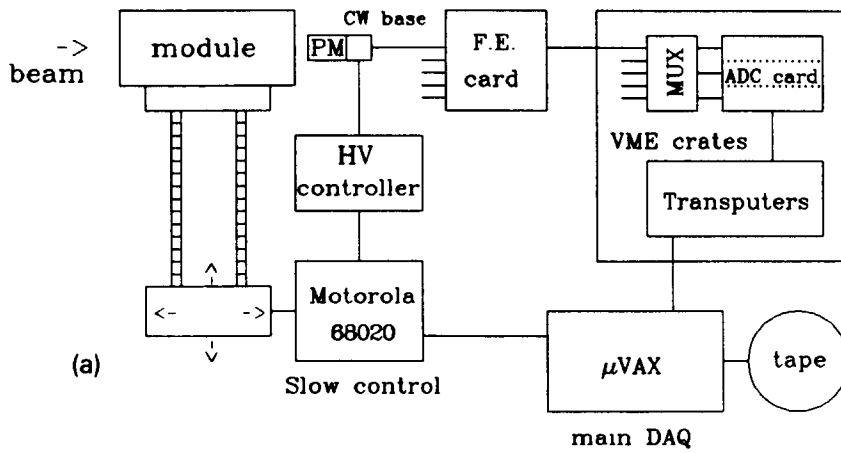 CW base
-> beam
module
PM
F.E.
card
MUX
ADC card
VME crates
HV
controller
Transputers
<- ->
Motorola
68020
Slow control
μVAX
tape
main DAQ
(a)